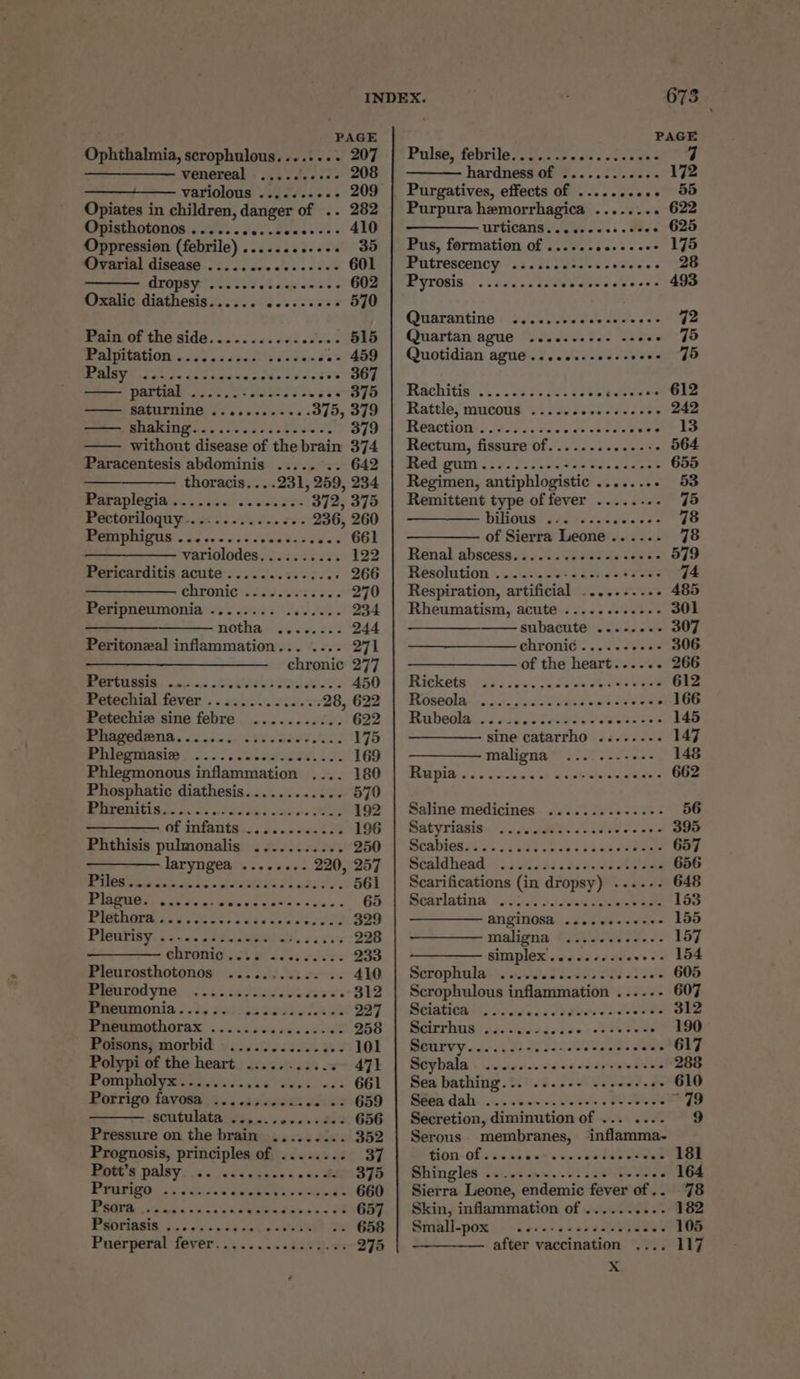 INDEX. 673
PAGE
Ophthalmia, scrophulous........ 207
——— venereal .......... 208
——— variolous .......... 209
Opiates in children, danger of .. 282
Opisthotonos .................. 410
Oppression (febrile) ............ 35
Ovarial disease ................ 601
——— dropsy ................ 602
Oxalic diathesis...... ......... 570
Pain of the side................ 515
Palpitation .......... ......... 459
Palsy ......................... 367
—— partial .................. 375
—— saturnine ............375, 379
—— shaking.................. 379
—— without disease of the brain 374
Paracentesis abdominis ..... .. 642
——— thoracis....231, 259, 234
Paraplegia ....... ........ 372, 375
Pectoriloquy.............. 236, 260
Pemphigus .................... 661
——— variolodes.......... 122
Pericarditis acute .............. 266
——— chronic ............ 270
Peripneumonia ........ ....... 234
——— notha ........ 244
Peritonæal inflammation... .... 271
——— chronic 277
Pertussis ..................... 450
Petechial fever ..............28, 622
Petechiæ sine febre ........... 622
Phagedæna....... ............ 175
Phlegmasiæ ................... 169
Phlegmonous inflammation .... 180
Phosphatic diathesis............ 570
Phrenitis...................... 192
——— of infants ............ 196
Phthisis pulmonalis ........... 250
——— laryngea ........ 220, 257
Piles.......................... 561
Plague. ....................... 65
Plethora ...................... 329
Pleurisy ...................... 228
——— chronic .... ......... 233
Pleurosthotonos .......... .. 410
Pleurodyne .................... 312
Pneumonia..................... 227
Pneumothorax ................. 258
Poisons, morbid ............... 101
Polypi of the heart ............ 471
Pompholyx........... .... ... 661
Porrigo favosa ............. .. 659
——— scutulata .............. 656
Pressure on the brain ......... 352
Prognosis, principles of ........ 37
Pott's palsy .. ................ 375
Prurigo ....................... 660
Psora ......................... 657
Psoriasis ................ .. 658
Puerperal fever................ 275
PAGE
Pulse, febrile.................. 7
—— hardness of ............ 172
Purgatives, effects of .......... 55
Purpura hæmorrhagica ........ 622
——— urticans.............. 625
Pus, formation of .............. 175
Putrescency ................... 28
Pyrosis ....................... 493
Quarantine .................... 72
Quartan ague .......... ..... 75
Quotidian ague ................ 75
Rachitis ...................... 612
Rattle, mucous ................ 242
Reaction ...................... 13
Rectum, fissure of.............. 564
Red gum ...................... 655
Regimen, antiphlogistic ........ 53
Remittent type of fever ........ 75
——— bilious ... .......... 78
——— of Sierra Leone ...... 78
Renal abscess.................. 579
Resolution .................... 74
Respiration, artificial .......... 485
Rheumatism, acute ............ 301
——— subacute ........ 307
——— chronic .......... 306
——— of the heart...... 266
Rickets ....................... 612
Roseola ....................... 166
Rubeola ....................... 145
——— sine catarrho ........ 147
——— maligna ... ....... 148
Rupia .......... .............. 662
Saline medicines .............. 56
Satyriasis .................... 395
Scabies........................ 657
Scaldhead ..................... 656
Scarifications (in dropsy) ...... 648
Scarlatina .................... 153
——— anginosa ............ 155
——— maligna ............ 157
——— simplex.............. 154
Scrophula ..................... 605
Scrophulous inflammation ...... 607
Sciatica ...................... 312
Scirrhus ...................... 190
Scurvy......................... 617
Scybala ....................... 288
Sea bathing... ...... ......... 610
Seea dah ...................... 79
Secretion, diminution of ... .... 9
Serous membranes, inflamma-
tion of ...................... 181
Shingles ................ ...... 164
Sierra Leone, endemic fever of .. 78
Skin, inflammation of .......... 182
Small-pox ..................... 105
——— after vaccination .... 117
X